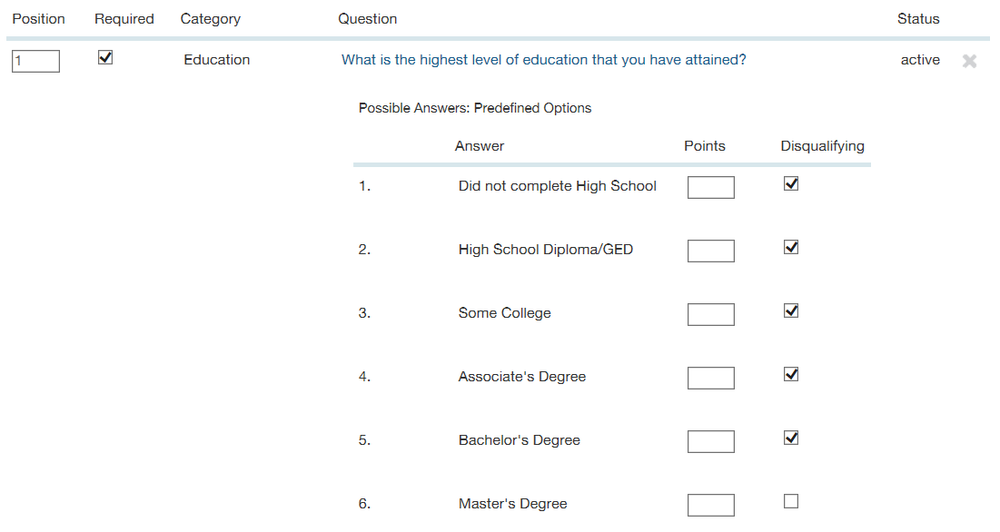 Position Required Category Question Status
1 Education What is the highest level of education that you have attained? active
Possible Answers: Predefined Options
Answer Points Disqualifying
1. Did not complete High School
2. High School Diploma/GED
3. Some College
4. Associate's Degree
5. Bachelor's Degree
6. Master's Degree